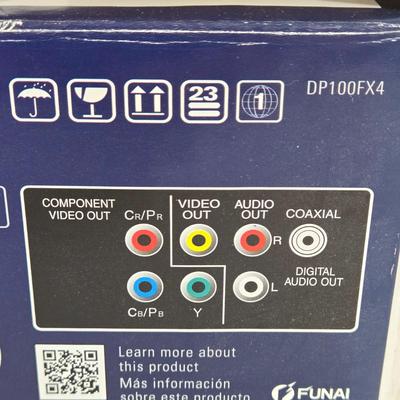 23
1
DP100FX4
COMPONENT
VIDEO OUT
CR/PR
VIDEO
OUT
AUDIO
OUT
COAXIAL
R
DIGITAL
AUDIO OUT
L
CB/PB
Y
Learn more about
this product
Más información
sobre este producto
FUNAI